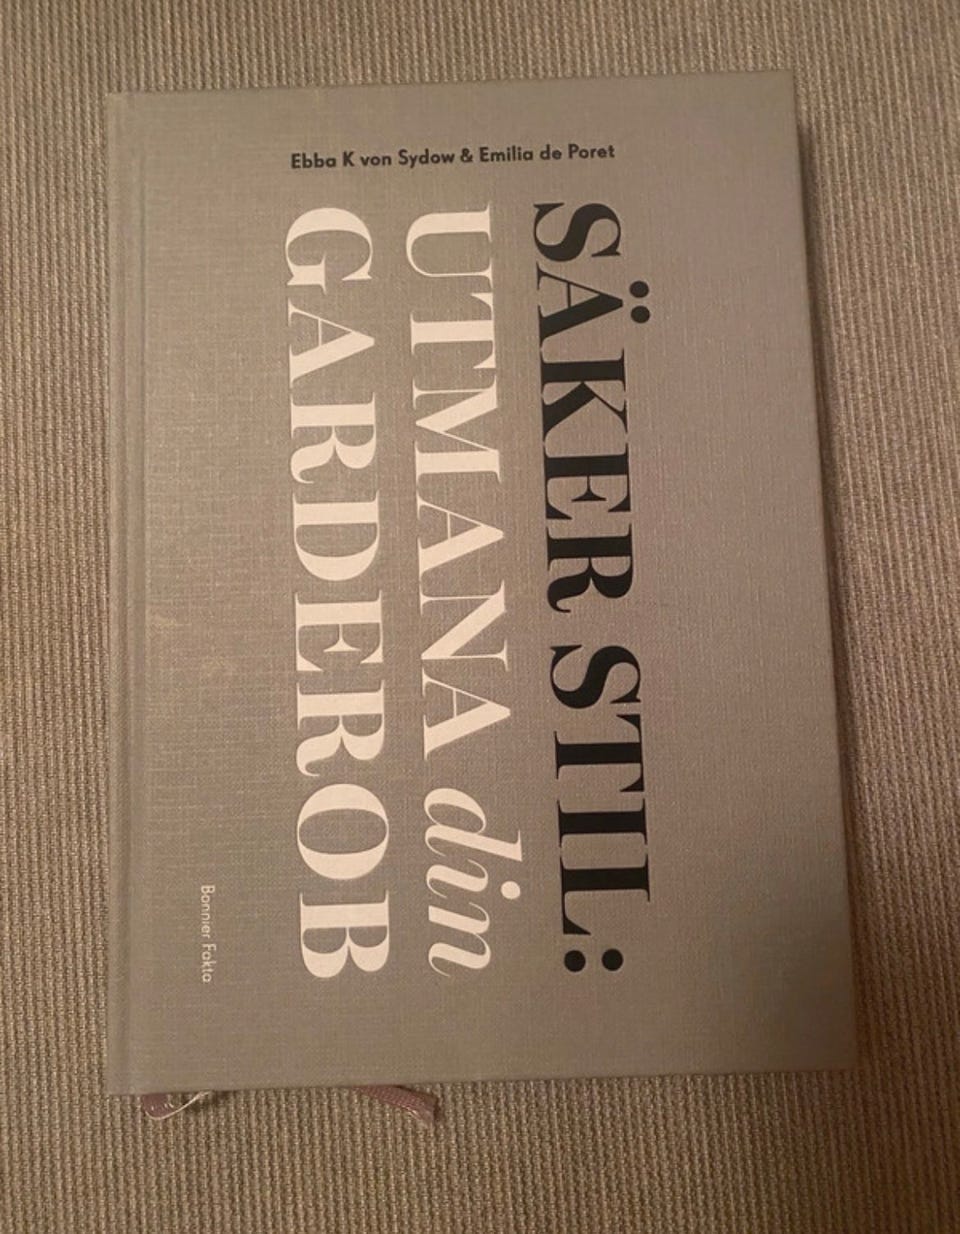 Ebba K von Sydow & Emilia de Poret
SÄKER STIL:
UTMANA din
GARDEROB
Bonnier Fakta